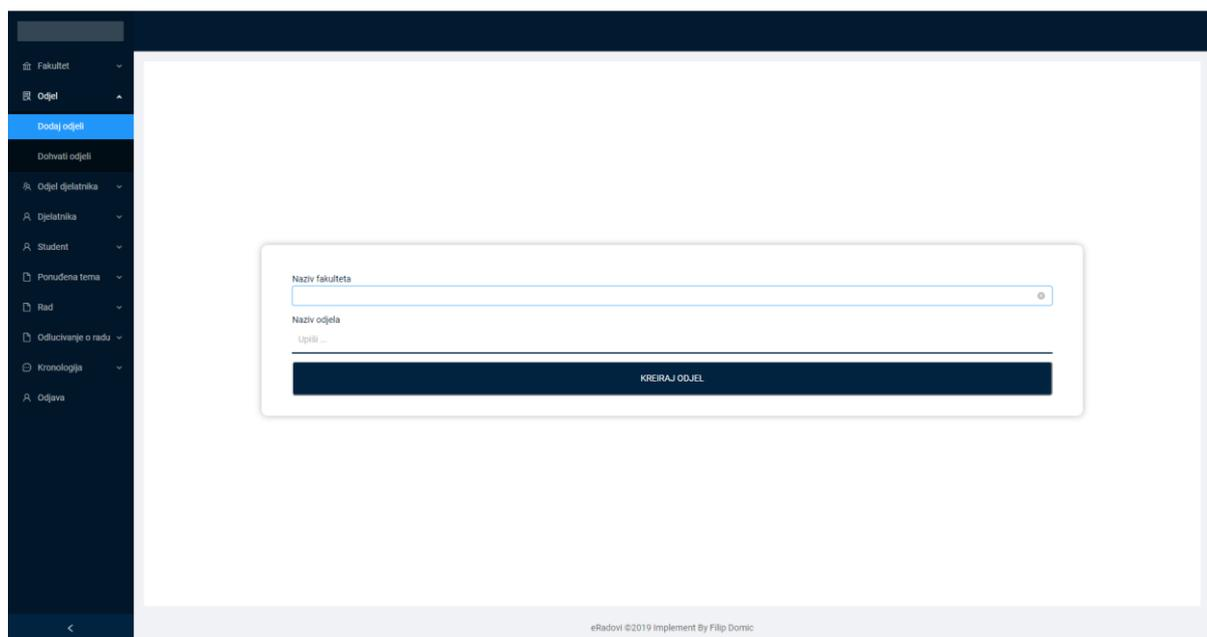 Fakultet
Odjel
Dodaj odjeli
Dohvati odjeli
Odjel djelatnika
Djelatnika
Student
Ponuđena tema
Rad
Odlucivanje o radu
Kronologija
Odjava
Naziv fakulteta
Naziv odjela
Upiši ...
KREIRAJ ODJEL
eRadovi ©2019 Implement By Filip Domic